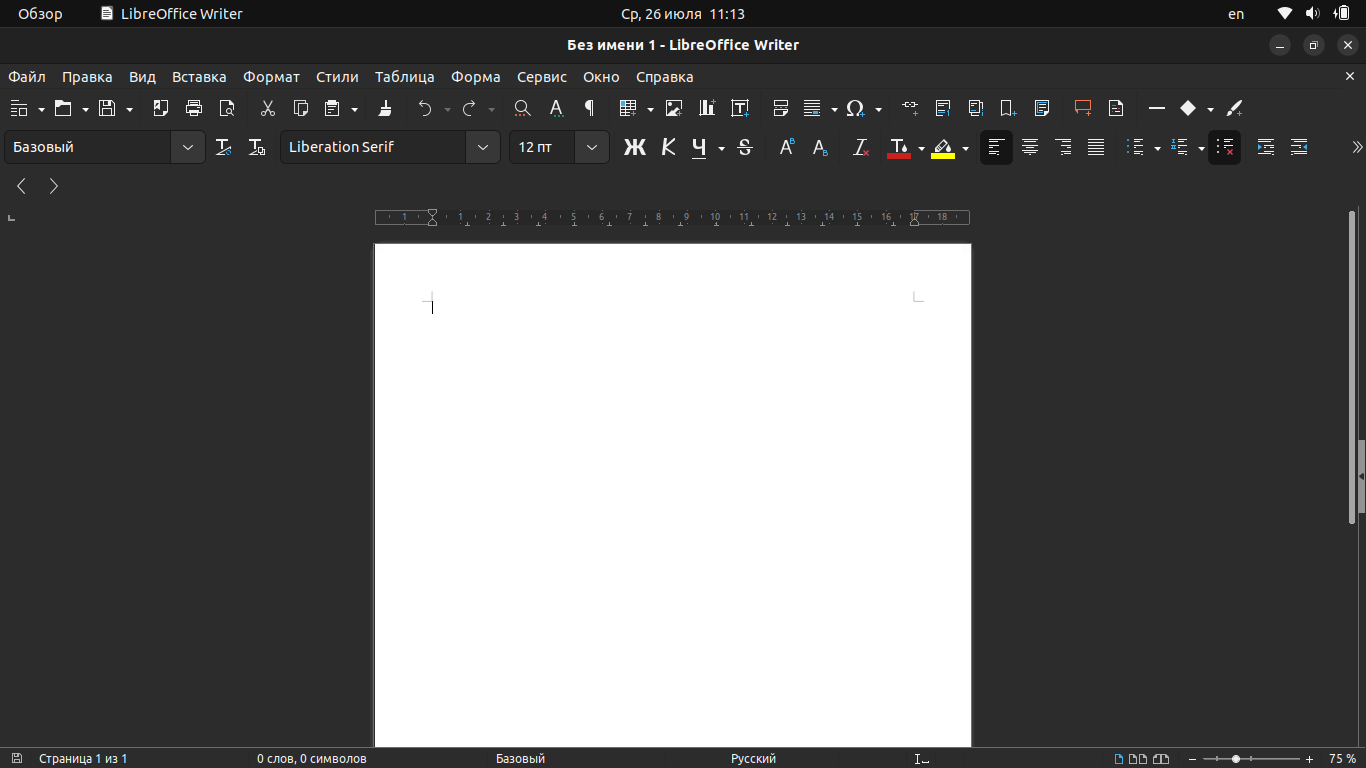 Обзор LibreOffice Writer Ср, 26 июля 11:13 en
Без имени 1 - LibreOffice Writer
Файл Правка Вид Вставка Формат Стили Таблица Форма Сервис Окно Справка
Базовый Liberation Serif 12 пт Ж К Ч S
1 1 2 3 4 5 6 7 8 9 10 11 12 13 14 15 16 17 18
Страница 1 из 1 0 слов, 0 символов Базовый Русский 75 %